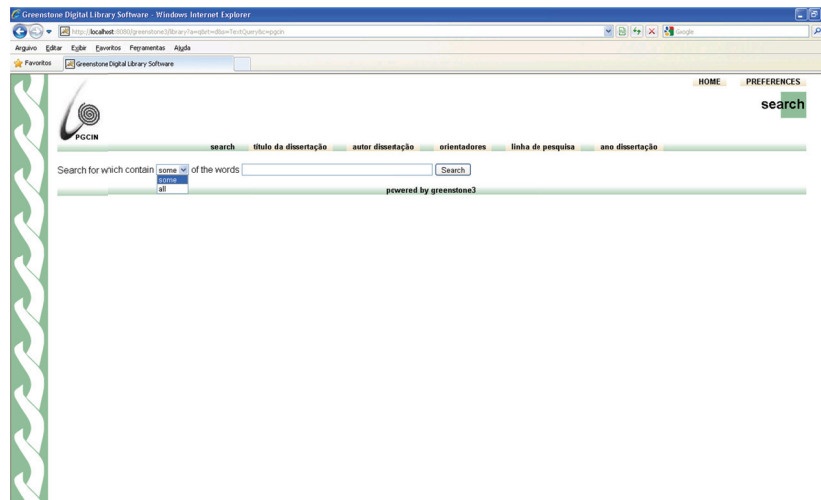 Greenstone Digital Library Software - Windows Internet Explorer
http://localhost:8080/greenstone3/library?a=q&rt=d&s=TextQuery&c=pgcin
Google
Arquivo Editar Exibir Favoritos Ferramentas Ajuda
Favoritos Greenstone Digital Library Software
HOME PREFERENCES
search
PGCIN
search título da dissertação autor dissetação orientadores linha de pesquisa ano dissertação
Search for which contain some of the words Search
some
all
powered by greenstone3